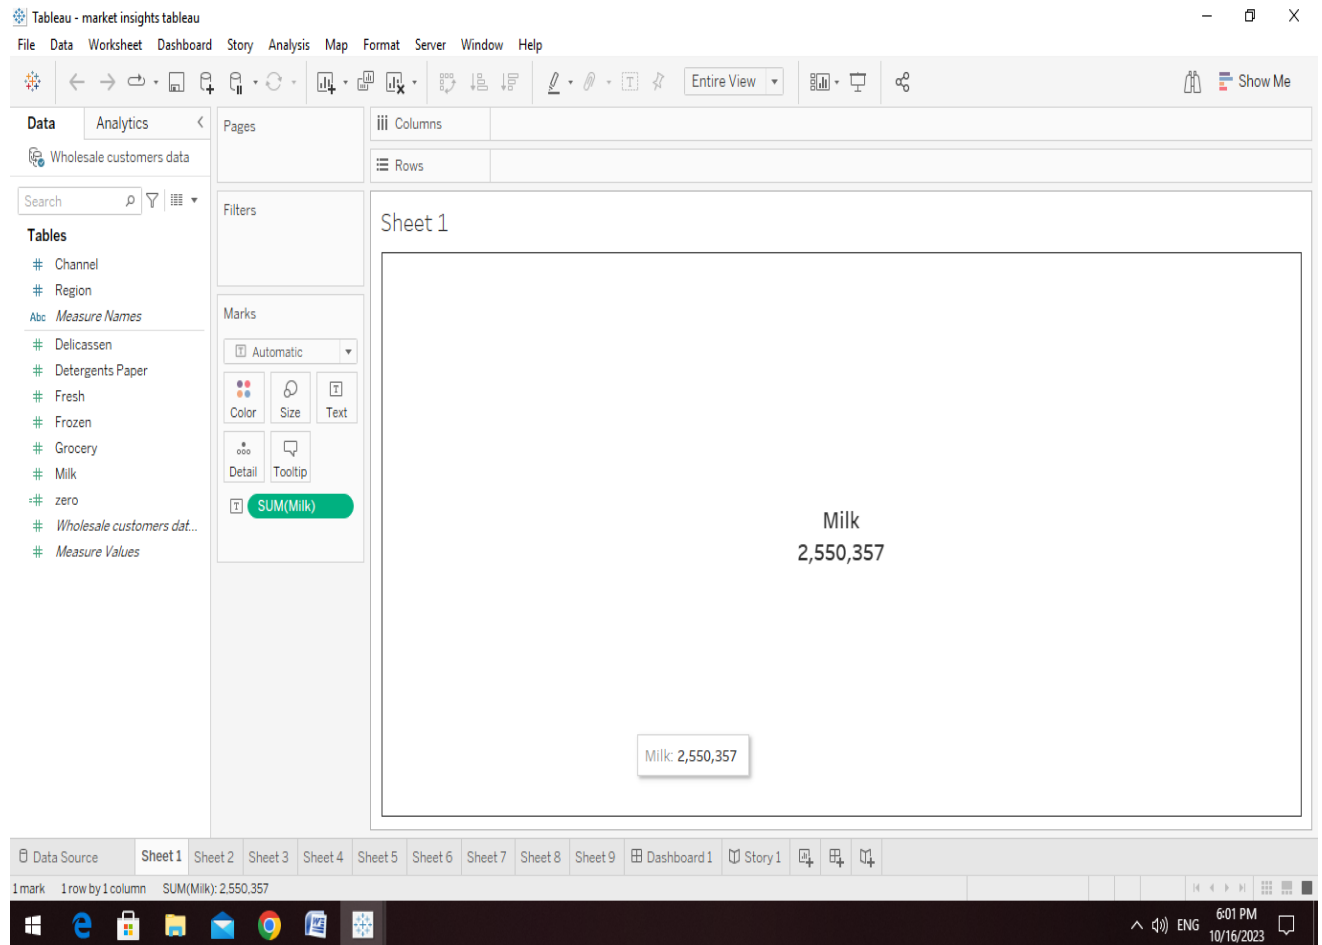 Tableau - market insights tableau
File Data Worksheet Dashboard Story Analysis Map Format Server Window Help
Entire View
Show Me
Data Analytics
Wholesale customers data
Search
Tables
# Channel
# Region
Abc Measure Names
# Delicassen
# Detergents Paper
# Fresh
# Frozen
# Grocery
# Milk
=# zero
# Wholesale customers dat...
# Measure Values
Pages
Filters
Marks
T Automatic
Color Size T Text
Detail Tooltip
T SUM(Milk)
Columns
Rows
Sheet 1
Milk
2,550,357
Milk: 2,550,357
Data Source Sheet 1 Sheet 2 Sheet 3 Sheet 4 Sheet 5 Sheet 6 Sheet 7 Sheet 8 Sheet 9 Dashboard 1 Story 1
1 mark 1 row by 1 column SUM(Milk): 2,550,357
ENG
6:01 PM
10/16/2023